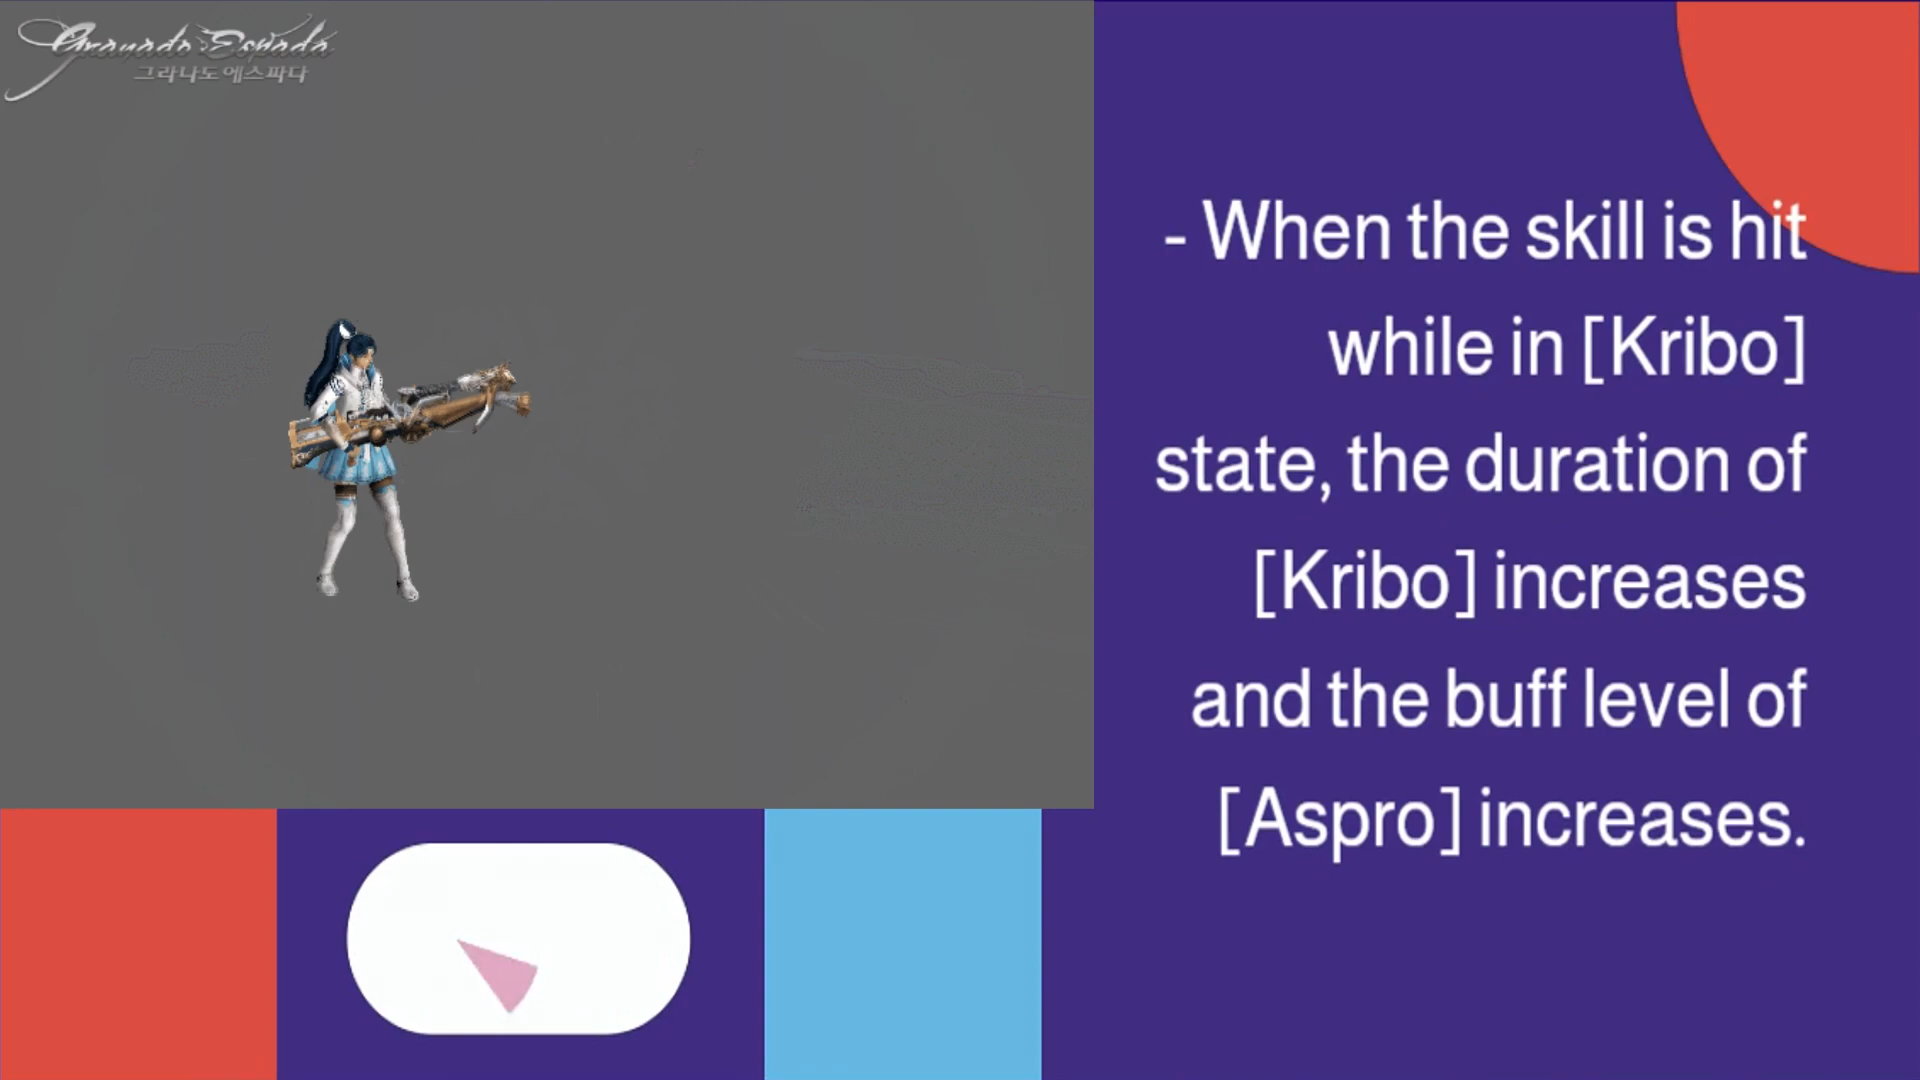 Granado Espada
그라나도 에스파다
- When the skill is hit
while in [Kribo]
state, the duration of
[Kribo] increases
and the buff level of
[Aspro] increases.